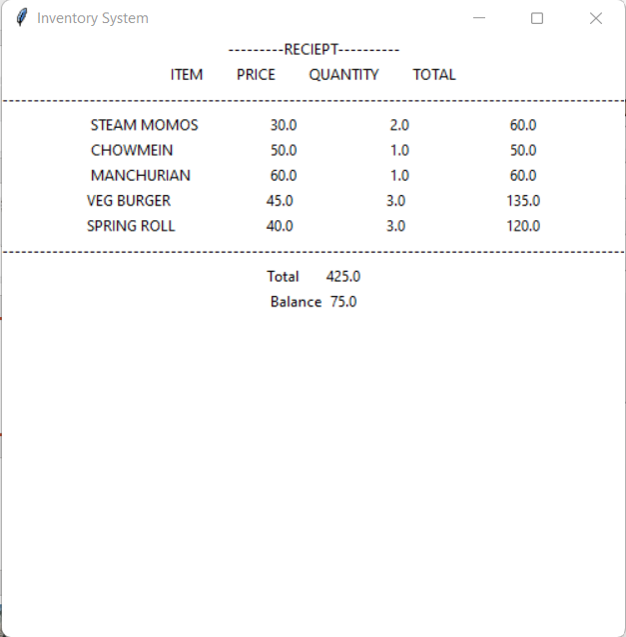 Inventory System
---------RECIEPT----------
ITEM PRICE QUANTITY TOTAL
STEAM MOMOS 30.0 2.0 60.0
CHOWMEIN 50.0 1.0 50.0
MANCHURIAN 60.0 1.0 60.0
VEG BURGER 45.0 3.0 135.0
SPRING ROLL 40.0 3.0 120.0
Total 425.0
Balance 75.0